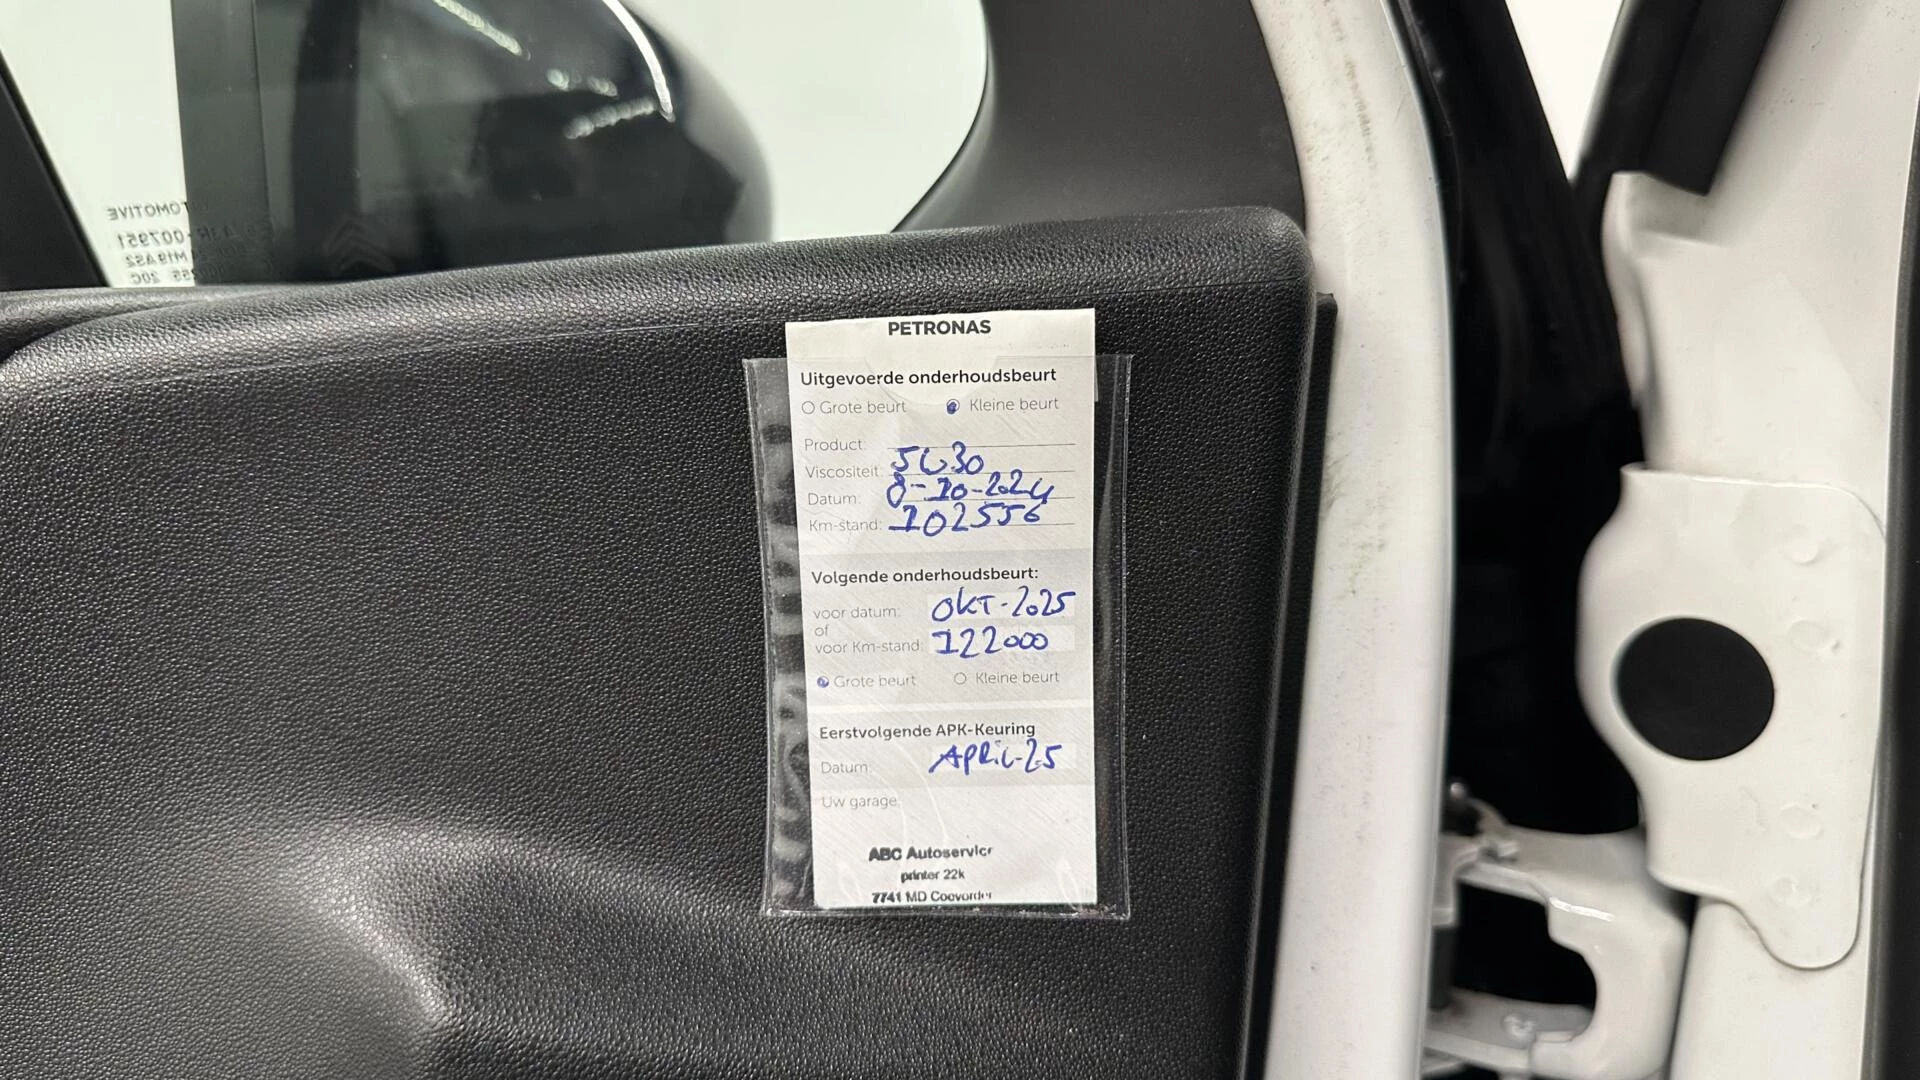 PETRONAS
Uitgevoerde onderhoudsbeurt
Grote beurt Kleine beurt
Product:
Viscositeit: 5W30
Datum: 8-10-2024
Km-stand: 102556
Volgende onderhoudsbeurt:
voor datum: OKT-2025
of
voor Km-stand: 122000
Grote beurt Kleine beurt
Eerstvolgende APK-Keuring
Datum: APRiL-25
Uw garage:
ABC Autoservice
printer 22k
7741 MD Coevorden